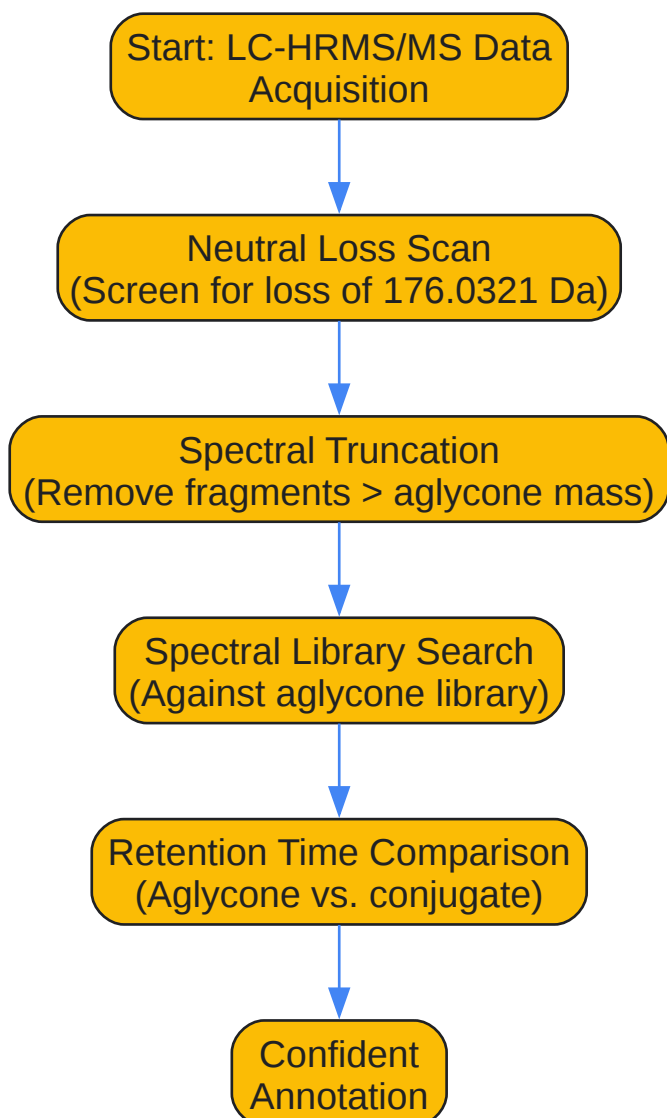 Start: LC-HRMS/MS Data
Acquisition
Neutral Loss Scan
(Screen for loss of 176.0321 Da)
Spectral Truncation
(Remove fragments > aglycone mass)
Spectral Library Search
(Against aglycone library)
Retention Time Comparison
(Aglycone vs. conjugate)
Confident
Annotation